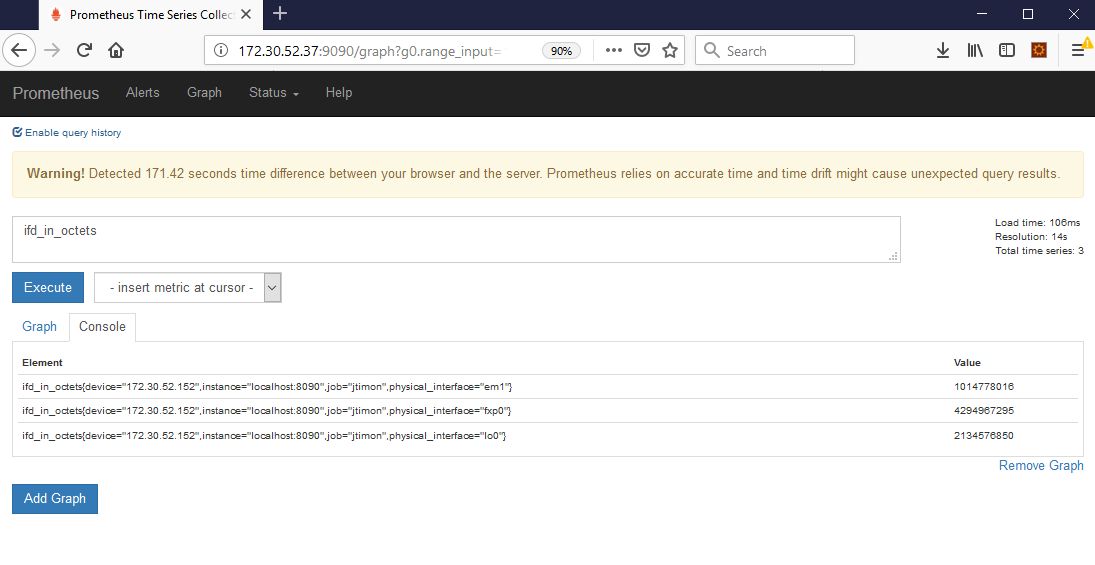 Prometheus Time Series Collec
172.30.52.37:9090/graph?g0.range_input=
90%
Search
Prometheus
Alerts
Graph
Status
Help
Enable query history
Warning! Detected 171.42 seconds time difference between your browser and the server. Prometheus relies on accurate time and time drift might cause unexpected query results.
ifd_in_octets
Load time: 106ms
Resolution: 14s
Total time series: 3
Execute
- insert metric at cursor -
Graph
Console
Element Value
ifd_in_octets{device="172.30.52.152",instance="localhost:8090",job="jtimon",physical_interface="em1"} 1014778016
ifd_in_octets{device="172.30.52.152",instance="localhost:8090",job="jtimon",physical_interface="fxp0"} 4294967295
ifd_in_octets{device="172.30.52.152",instance="localhost:8090",job="jtimon",physical_interface="lo0"} 2134576850
Remove Graph
Add Graph